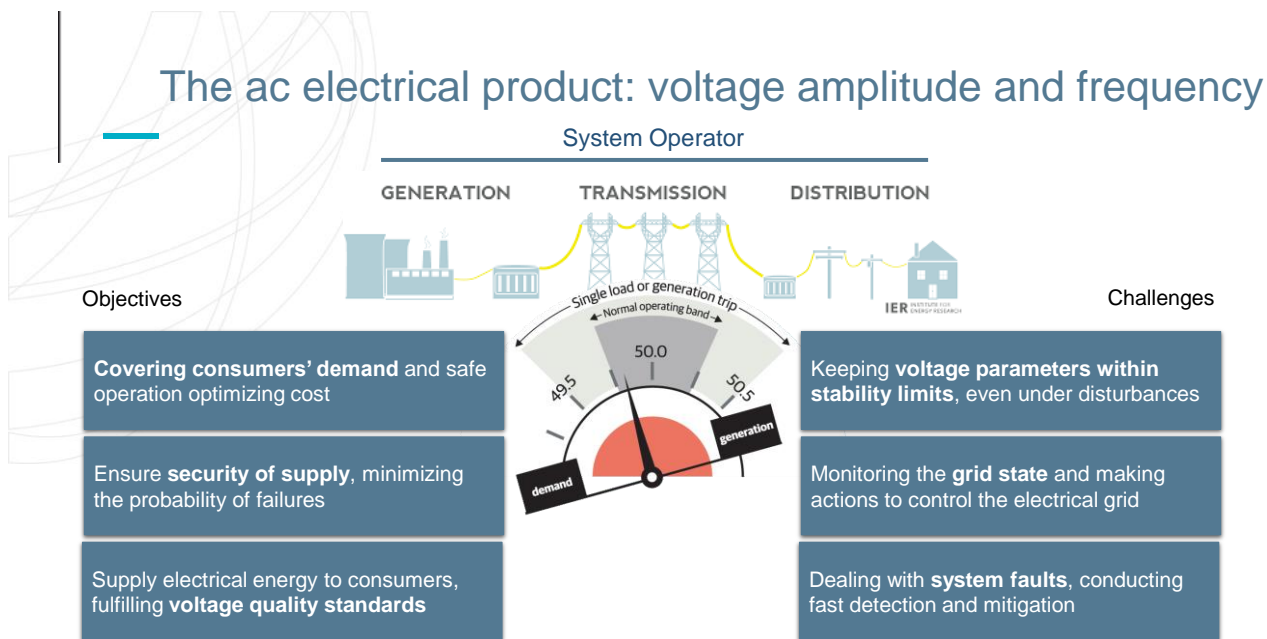 The ac electrical product: voltage amplitude and frequency
System Operator
GENERATION
TRANSMISSION
DISTRIBUTION
IER INSTITUTE FOR
ENERGY RESEARCH
Objectives
Challenges
Single load or generation trip
Normal operating band
49.5
50.0
50.5
demand
generation
Covering consumers’ demand and safe
operation optimizing cost
Ensure security of supply, minimizing
the probability of failures
Supply electrical energy to consumers,
fulfilling voltage quality standards
Keeping voltage parameters within
stability limits, even under disturbances
Monitoring the grid state and making
actions to control the electrical grid
Dealing with system faults, conducting
fast detection and mitigation